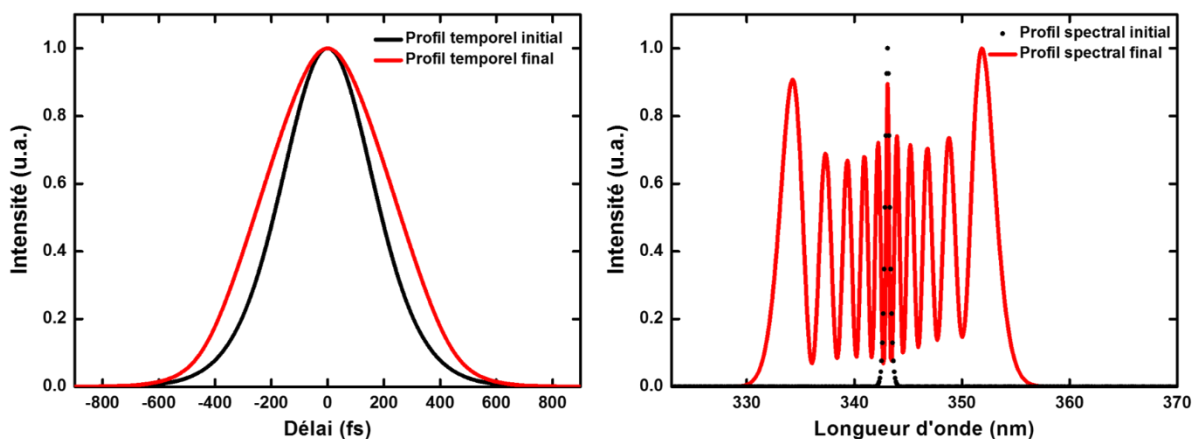 Profil temporel initial
Profil temporel final
Intensité (u.a.)
1.0
0.8
0.6
0.4
0.2
0.0
-800 -600 -400 -200 0 200 400 600 800
Délai (fs)
Profil spectral initial
Profil spectral final
Intensité (u.a.)
1.0
0.8
0.6
0.4
0.2
0.0
330 340 350 360 370
Longueur d'onde (nm)